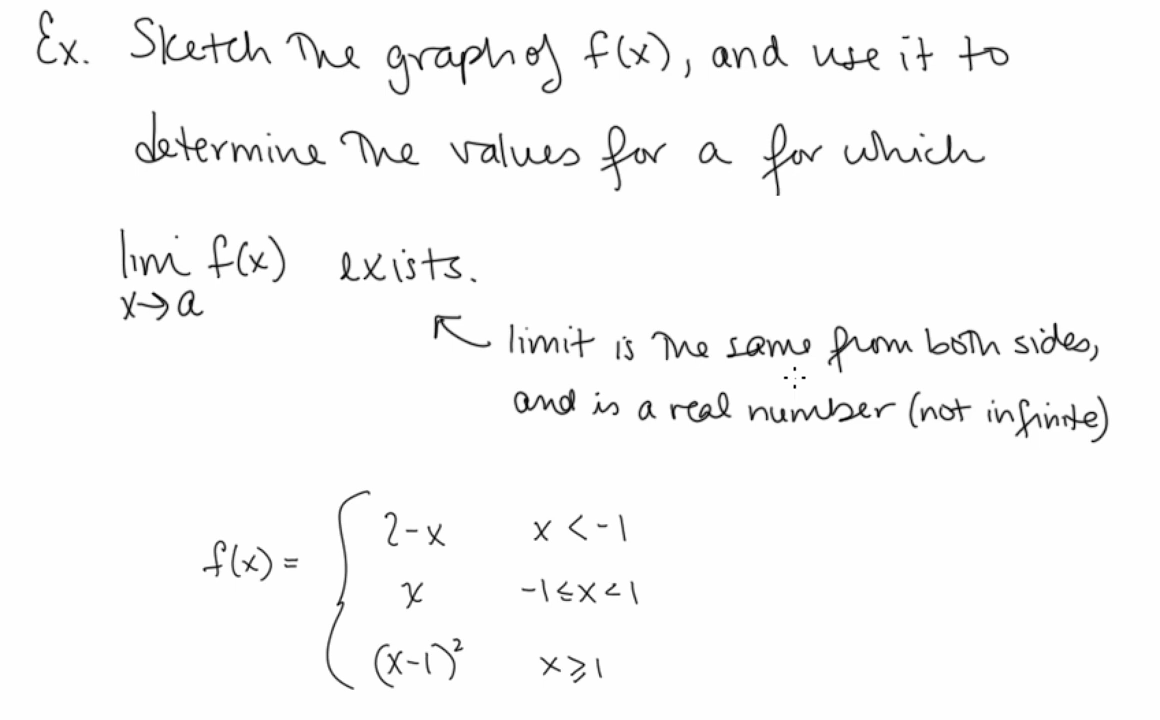 Ex. Sketch the graph of f(x), and use it to
determine the values for a for which
lim f(x) exists.
x→a
↖ limit is the same from both sides,
and is a real number (not infinite)
f(x) = { 2-x x < -1
x -1≤x<1
(x-1)² x≥1